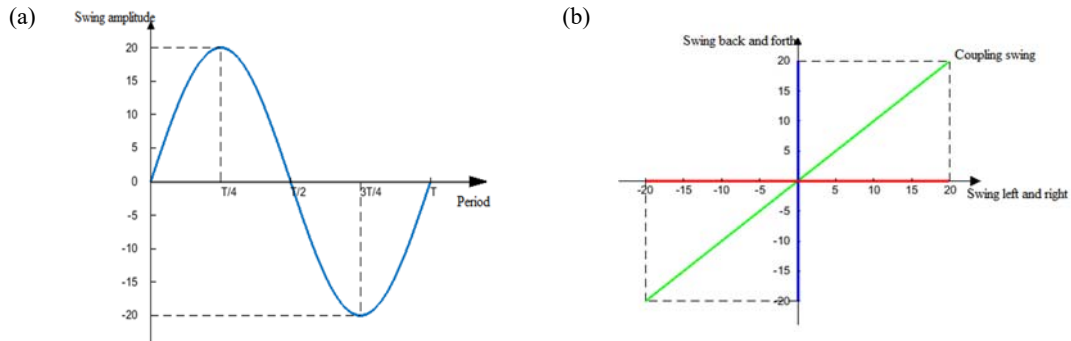 (a)
Swing amplitude
20
15
10
5
0
-5
-10
-15
-20
T/4
T/2
3T/4
T
Period
(b)
Swing back and forth
Coupling swing
20
15
10
5
-20
-15
-10
-5
0
5
10
15
20
Swing left and right
-5
-10
-15
-20